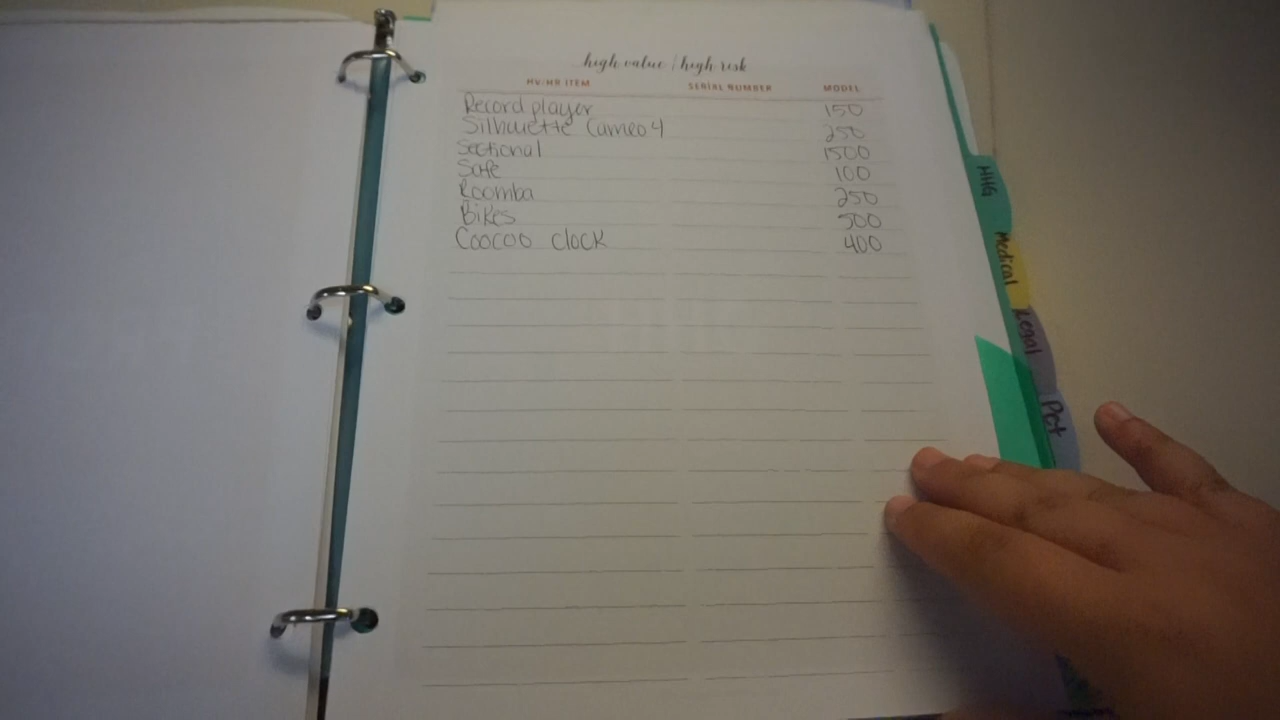 high value | high risk
HV/HR ITEM SERIAL NUMBER MODEL
Record player 150
Silhouette Cameo 4 250
Sectional 1500
Safe 100
Roomba 250
Bikes 500
Coocoo clock 400
HHG
Medical
Legal
Pet